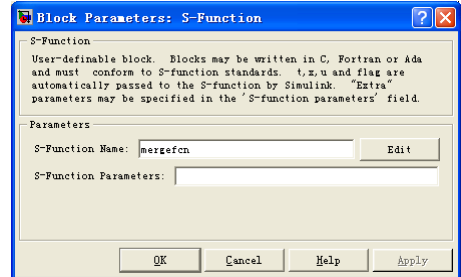 Block Parameters: S-Function
S-Function
User-definable block. Blocks may be written in C, Fortran or Ada
and must conform to S-function standards. t,x,u and flag are
automatically passed to the S-function by Simulink. "Extra"
parameters may be specified in the 'S-function parameters' field.
Parameters
S-Function Name: mergefcn Edit
S-Function Parameters:
OK Cancel Help Apply